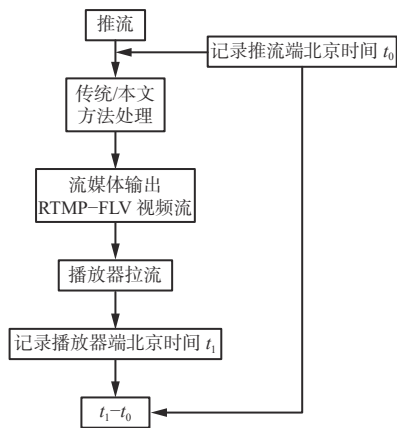 推流
记录推流端北京时间 t₀
传统/本文
方法处理
流媒体输出
RTMP−FLV 视频流
播放器拉流
记录播放器端北京时间 t₁
t₁−t₀